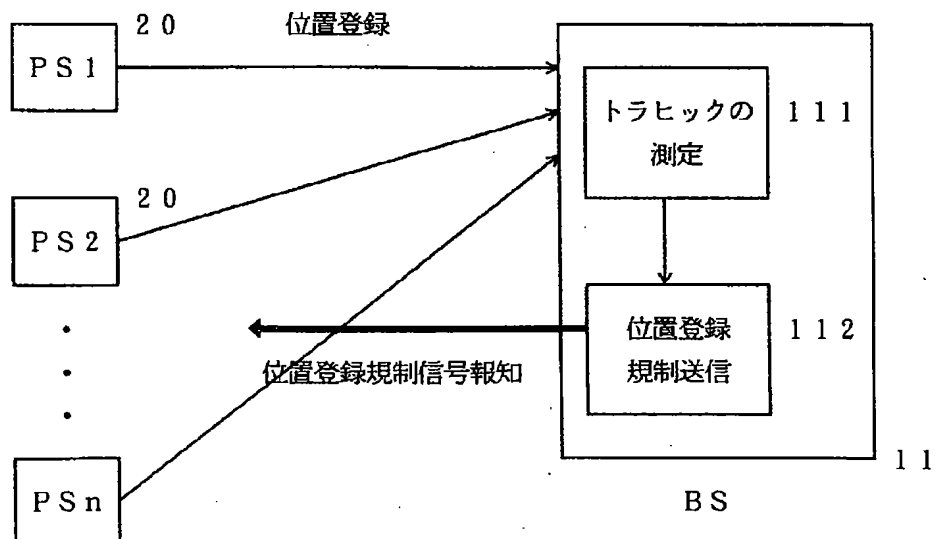 20
位置登録
PS1
トラヒックの
測定
111
20
PS2
位置登録
規制送信
112
位置登録規制信号報知
PSn
11
BS